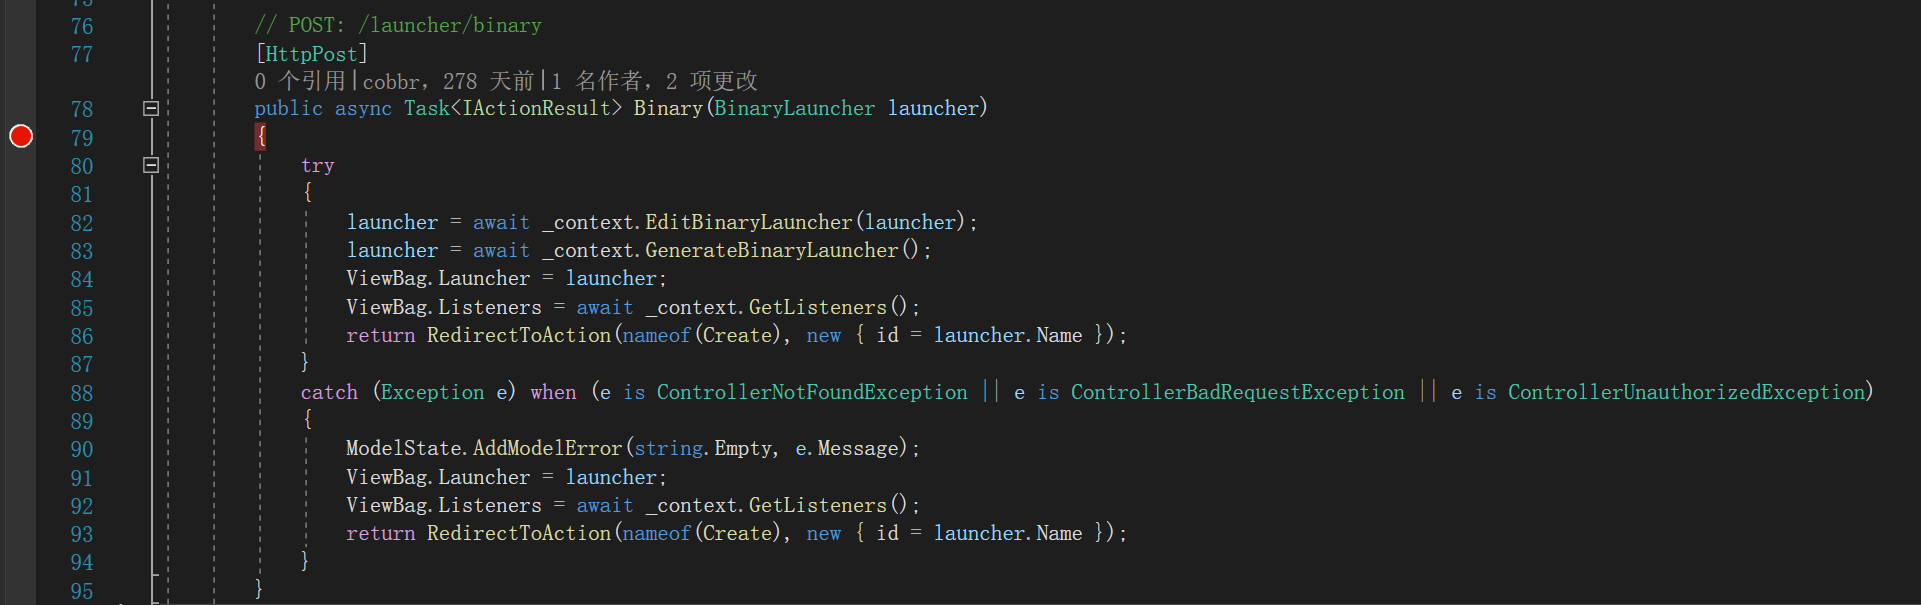 76 // POST: /launcher/binary
77 [HttpPost]
0 个引用|cobbr，278 天前|1 名作者，2 项更改
78 public async Task<IActionResult> Binary(BinaryLauncher launcher)
79 {
80 try
81 {
82 launcher = await _context.EditBinaryLauncher(launcher);
83 launcher = await _context.GenerateBinaryLauncher();
84 ViewBag.Launcher = launcher;
85 ViewBag.Listeners = await _context.GetListeners();
86 return RedirectToAction(nameof(Create), new { id = launcher.Name });
87 }
88 catch (Exception e) when (e is ControllerNotFoundException || e is ControllerBadRequestException || e is ControllerUnauthorizedException)
89 {
90 ModelState.AddModelError(string.Empty, e.Message);
91 ViewBag.Launcher = launcher;
92 ViewBag.Listeners = await _context.GetListeners();
93 return RedirectToAction(nameof(Create), new { id = launcher.Name });
94 }
95 }